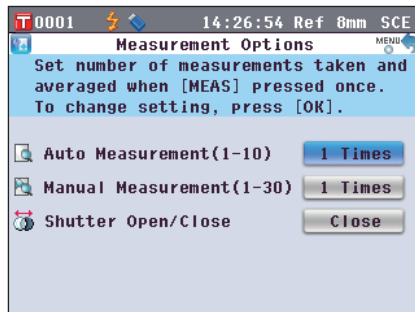 T0001 14:26:54 Ref 8mm SCE
Measurement Options MENU
Set number of measurements taken and
averaged when [MEAS] pressed once.
To change setting, press [OK].
Auto Measurement(1-10) 1 Times
Manual Measurement(1-30) 1 Times
Shutter Open/Close Close